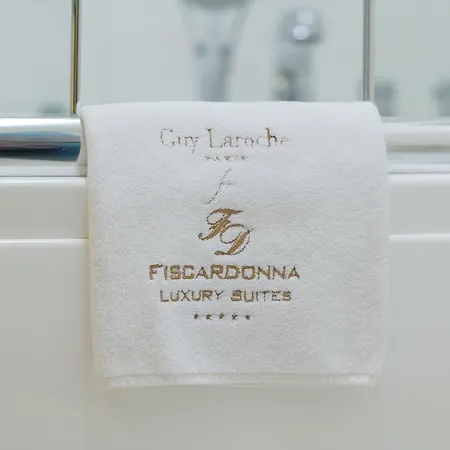 Guy Laroche
PARIS
for
FD
FISCARDONNA
LUXURY SUITES
★★★★★